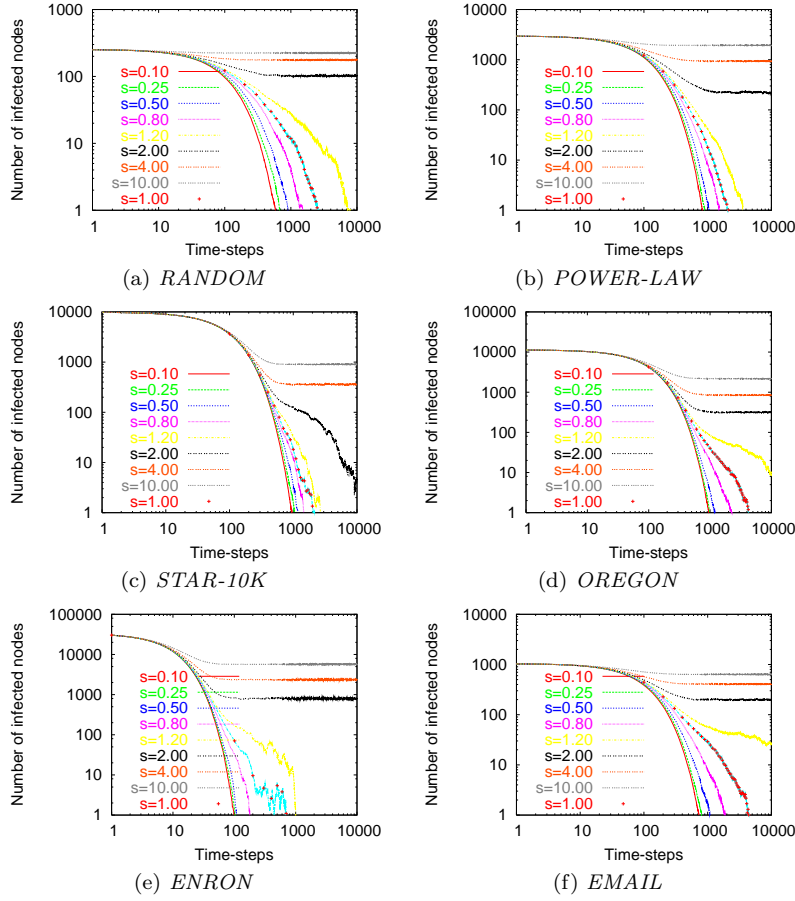 Number of infected nodes
1000
100
10
1
s=0.10
s=0.25
s=0.50
s=0.80
s=1.20
s=2.00
s=4.00
s=10.00
s=1.00
1 10 100 1000 10000
Time-steps
(a) RANDOM
Number of infected nodes
10000
1000
100
10
1
s=0.10
s=0.25
s=0.50
s=0.80
s=1.20
s=2.00
s=4.00
s=10.00
s=1.00
1 10 100 1000 10000
Time-steps
(b) POWER-LAW
Number of infected nodes
10000
1000
100
10
1
s=0.10
s=0.25
s=0.50
s=0.80
s=1.20
s=2.00
s=4.00
s=10.00
s=1.00
1 10 100 1000 10000
Time-steps
(c) STAR-10K
Number of infected nodes
100000
10000
1000
100
10
1
s=0.10
s=0.25
s=0.50
s=0.80
s=1.20
s=2.00
s=4.00
s=10.00
s=1.00
1 10 100 1000 10000
Time-steps
(d) OREGON
Number of infected nodes
100000
10000
1000
100
10
1
s=0.10
s=0.25
s=0.50
s=0.80
s=1.20
s=2.00
s=4.00
s=10.00
s=1.00
1 10 100 1000 10000
Time-steps
(e) ENRON
Number of infected nodes
10000
1000
100
10
1
s=0.10
s=0.25
s=0.50
s=0.80
s=1.20
s=2.00
s=4.00
s=10.00
s=1.00
1 10 100 1000 10000
Time-steps
(f) EMAIL